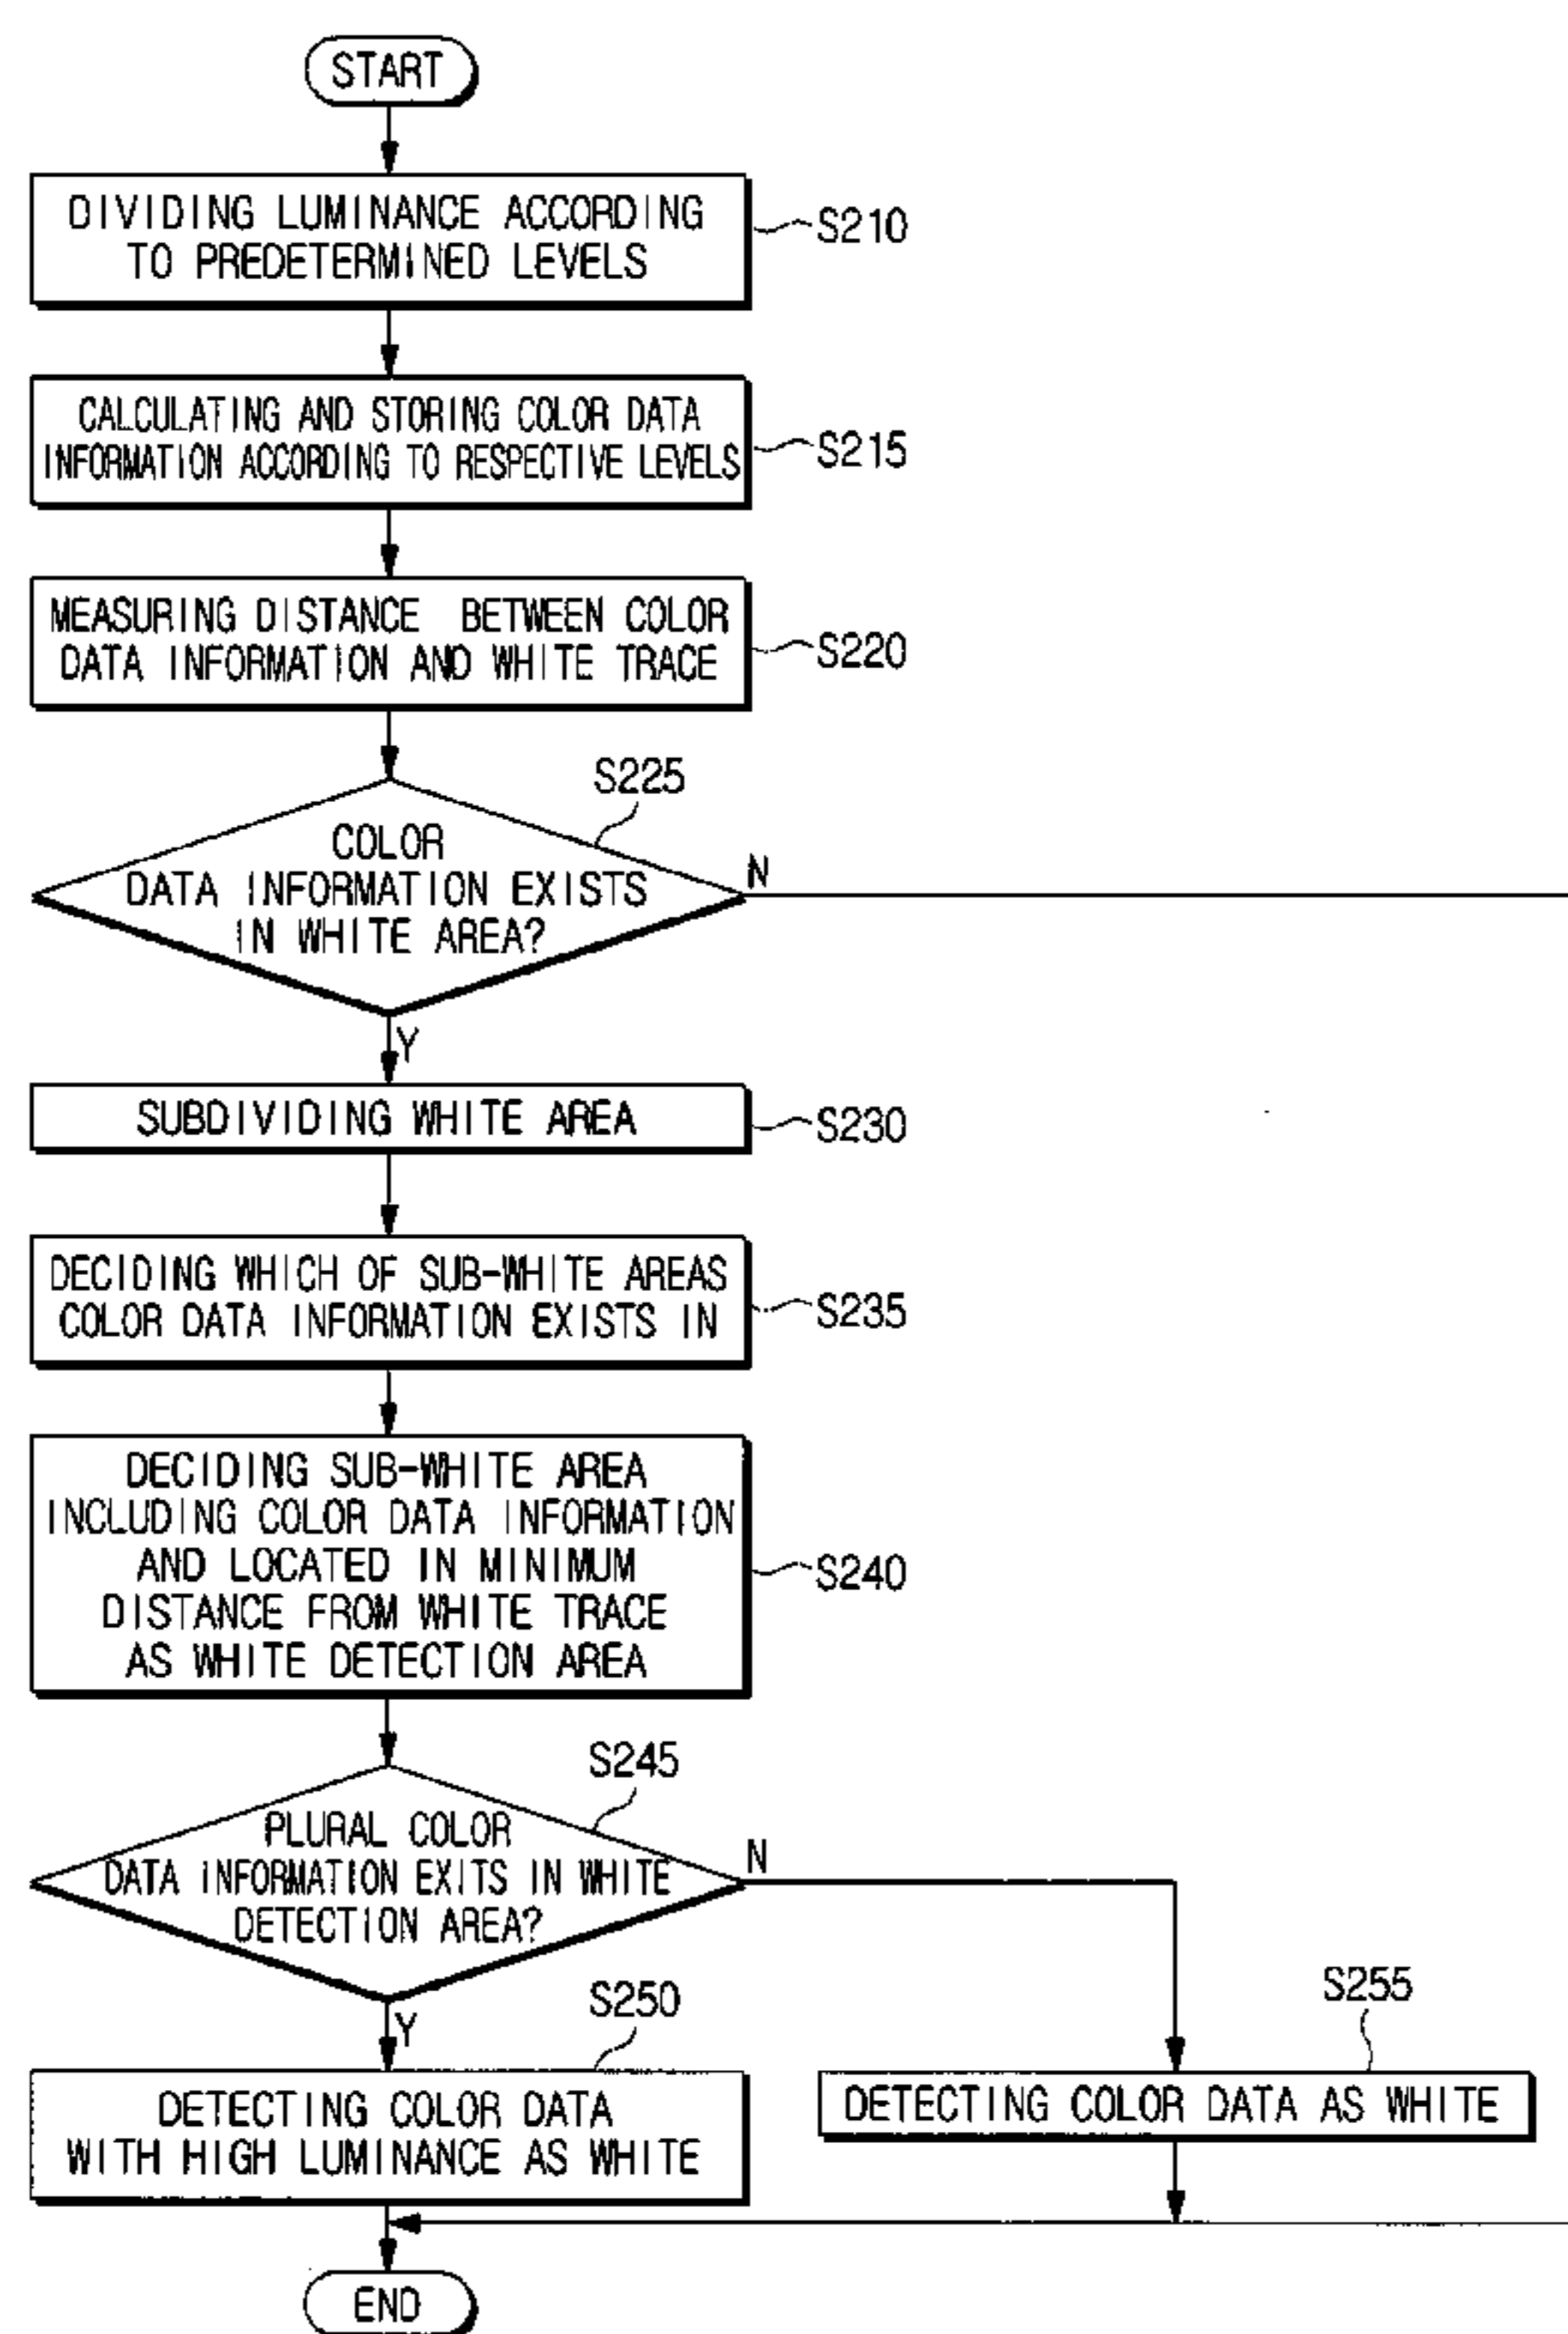 START
DIVIDING LUMINANCE ACCORDING
TO PREDETERMINED LEVELS
S210
CALCULATING AND STORING COLOR DATA
INFORMATION ACCORDING TO RESPECTIVE LEVELS
S215
MEASURING DISTANCE BETWEEN COLOR
DATA INFORMATION AND WHITE TRACE
S220
S225
COLOR
DATA INFORMATION EXISTS
IN WHITE AREA?
N
Y
SUBDIVIDING WHITE AREA
S230
DECIDING WHICH OF SUB-WHITE AREAS
COLOR DATA INFORMATION EXISTS IN
S235
DECIDING SUB-WHITE AREA
INCLUDING COLOR DATA INFORMATION
AND LOCATED IN MINIMUM
DISTANCE FROM WHITE TRACE
AS WHITE DETECTION AREA
S240
S245
PLURAL COLOR
DATA INFORMATION EXITS IN WHITE
DETECTION AREA?
N
Y
S250
DETECTING COLOR DATA
WITH HIGH LUMINANCE AS WHITE
S255
DETECTING COLOR DATA AS WHITE
END